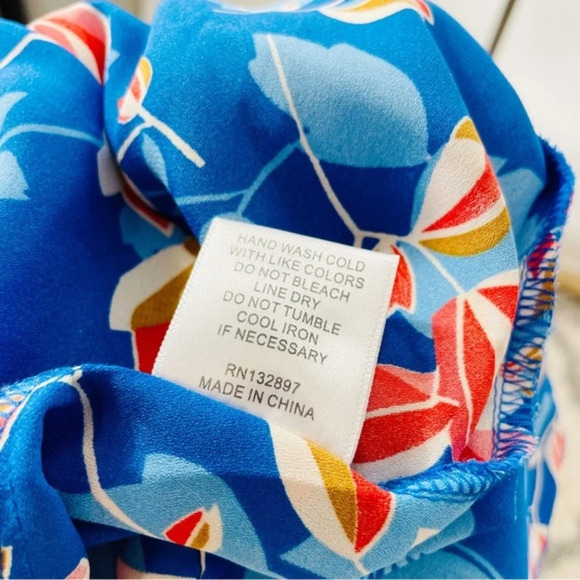 HAND WASH COLD
WITH LIKE COLORS
DO NOT BLEACH
LINE DRY
DO NOT TUMBLE
COOL IRON
IF NECESSARY
RN132897
MADE IN CHINA